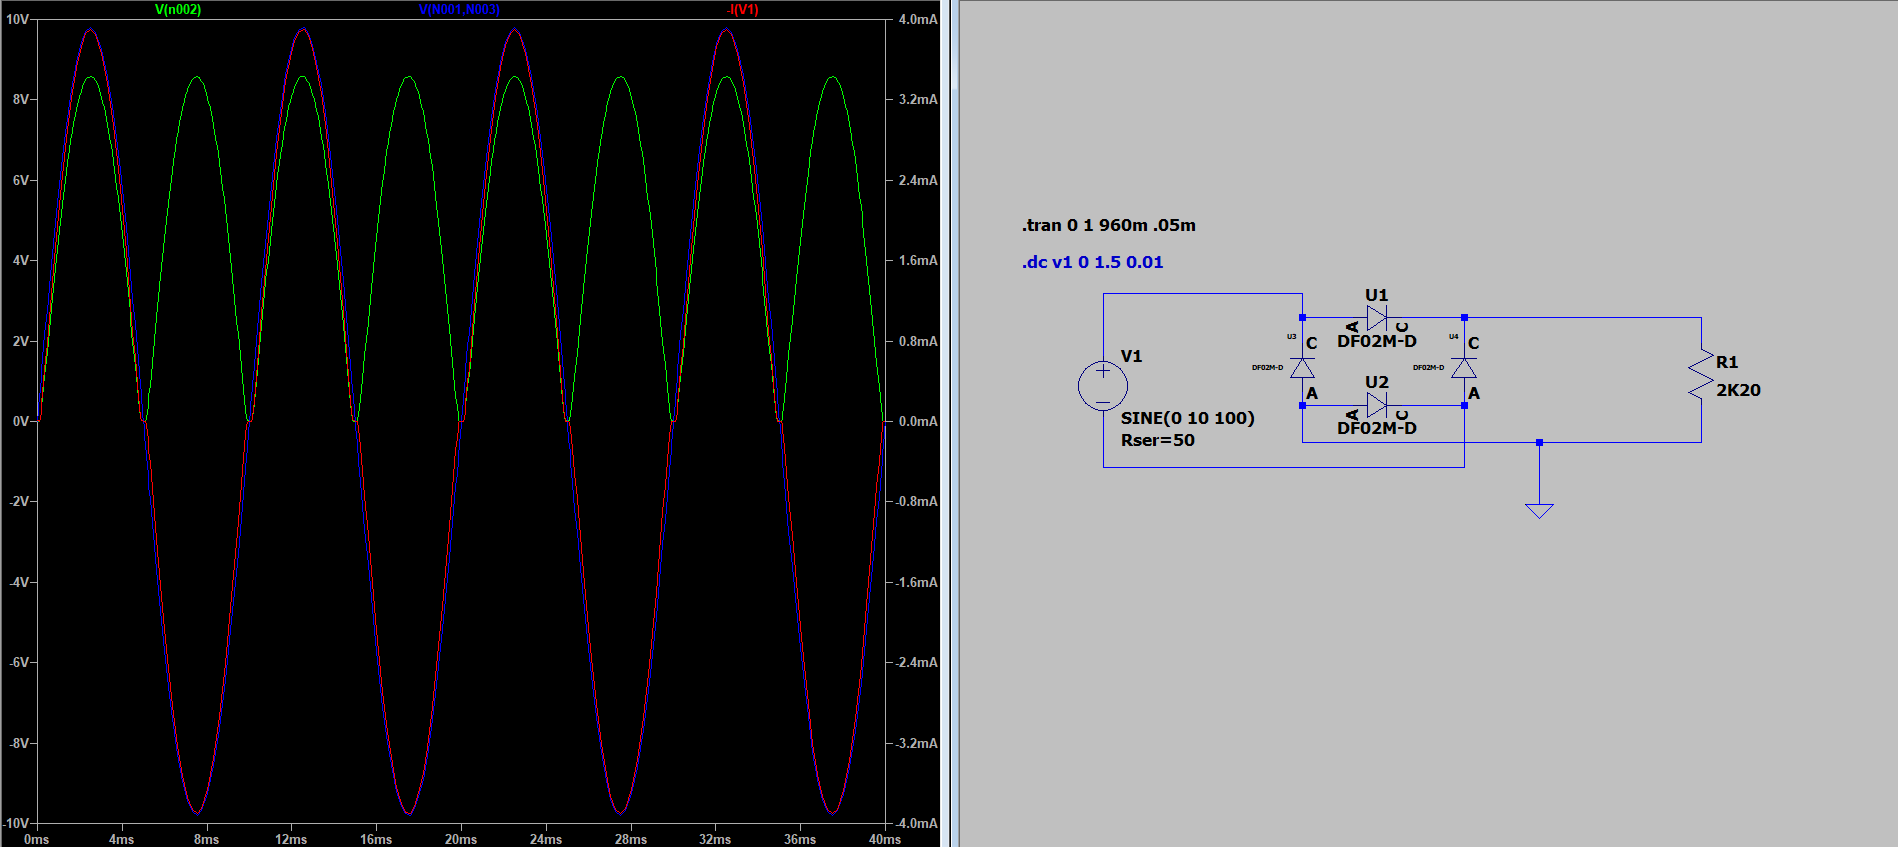 V(n002) V(N001,N003) -I(V1)
10V 4.0mA
8V 3.2mA
6V 2.4mA
4V 1.6mA
2V 0.8mA
0V 0.0mA
-2V -0.8mA
-4V -1.6mA
-6V -2.4mA
-8V -3.2mA
-10V -4.0mA
0ms 4ms 8ms 12ms 16ms 20ms 24ms 28ms 32ms 36ms 40ms
.tran 0 1 960m .05m
.dc v1 0 1.5 0.01
U1
A C
DF02M-D
U3
C
DF02M-D
A
U4
C
DF02M-D
A
U2
A C
DF02M-D
V1
SINE(0 10 100)
Rser=50
R1
2K20